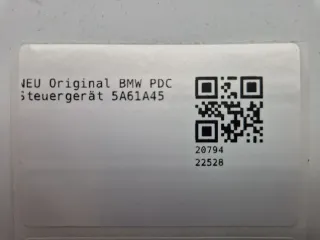 NEU Original BMW PDC
Steuergerät 5A61A45
20794
22528